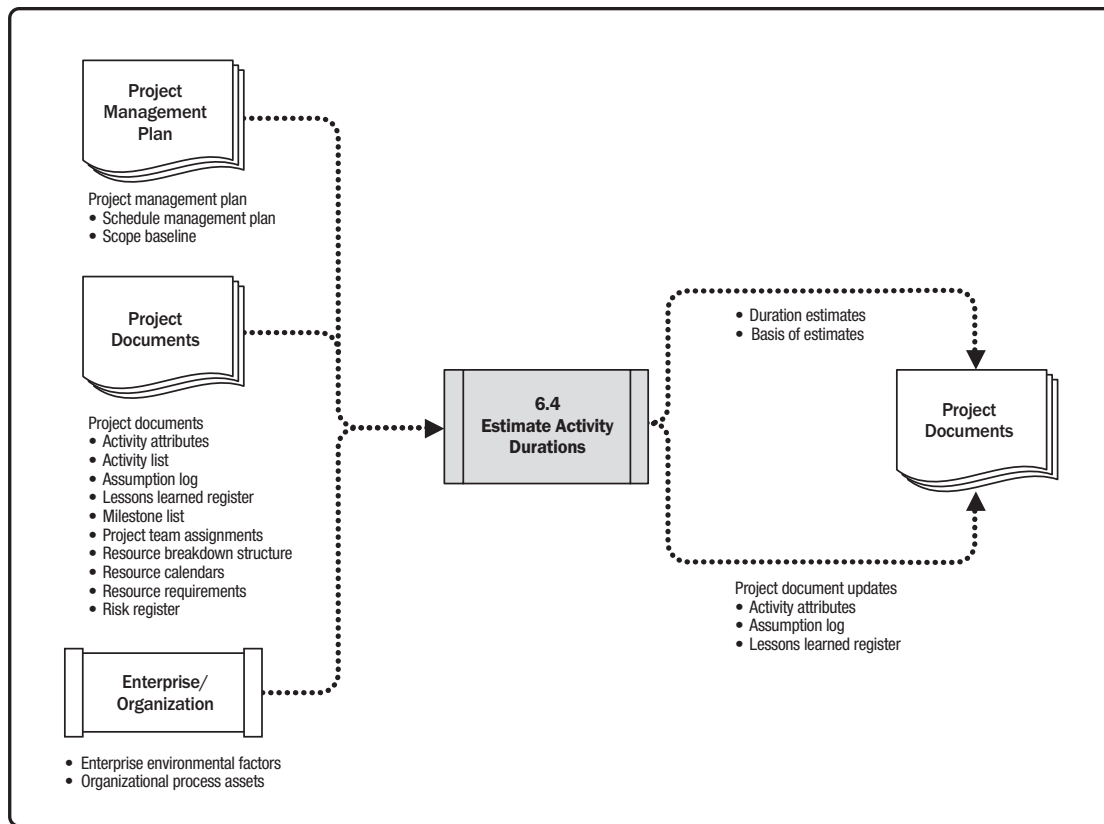 Project
Management
Plan
Project management plan
• Schedule management plan
• Scope baseline
Project
Documents
Project documents
• Activity attributes
• Activity list
• Assumption log
• Lessons learned register
• Milestone list
• Project team assignments
• Resource breakdown structure
• Resource calendars
• Resource requirements
• Risk register
Enterprise/
Organization
• Enterprise environmental factors
• Organizational process assets
6.4
Estimate Activity
Durations
• Duration estimates
• Basis of estimates
Project
Documents
Project document updates
• Activity attributes
• Assumption log
• Lessons learned register